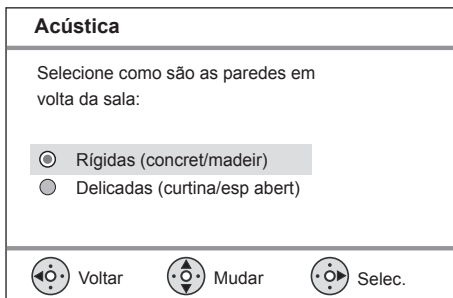 Acústica
Selecione como são as paredes em
volta da sala:
Rígidas (concret/madeir)
Delicadas (curtina/esp abert)
Voltar Mudar Selec.